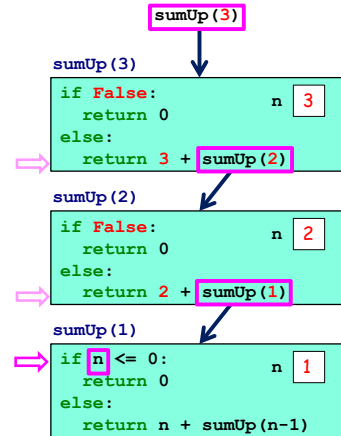 sumUp(3)
sumUp(3)
if False:
n 3
return 0
else:
return 3 + sumUp(2)
sumUp(2)
if False:
n 2
return 0
else:
return 2 + sumUp(1)
sumUp(1)
if n <= 0:
n 1
return 0
else:
return n + sumUp(n-1)